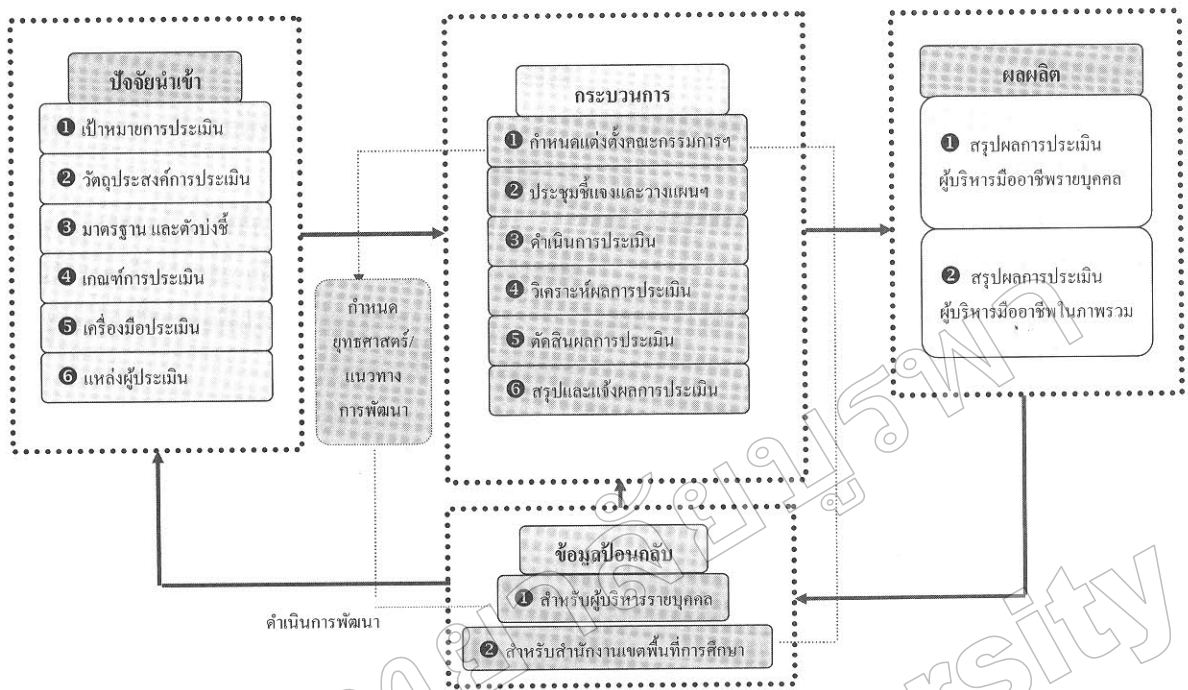 ปัจจัยนำเข้า
❶ เป้าหมายการประเมิน
❷ วัตถุประสงค์การประเมิน
❸ มาตรฐาน และตัวบ่งชี้
❹ เกณฑ์การประเมิน
❺ เครื่องมือประเมิน
❻ แหล่งผู้ประเมิน
กำหนด
ยุทธศาสตร์/
แนวทาง
การพัฒนา
กระบวนการ
❶ กำหนดแต่งตั้งคณะกรรมการฯ
❷ ประชุมชี้แจงและวางแผนฯ
❸ ดำเนินการประเมิน
❹ วิเคราะห์ผลการประเมิน
❺ ตัดสินผลการประเมิน
❻ สรุปและแจ้งผลการประเมิน
ผลผลิต
❶ สรุปผลการประเมิน
ผู้บริหารมืออาชีพรายบุคคล
❷ สรุปผลการประเมิน
ผู้บริหารมืออาชีพในภาพรวม
ข้อมูลป้อนกลับ
❶ สำหรับผู้บริหารรายบุคคล
❷ สำหรับสำนักงานเขตพื้นที่การศึกษา
ดำเนินการพัฒนา